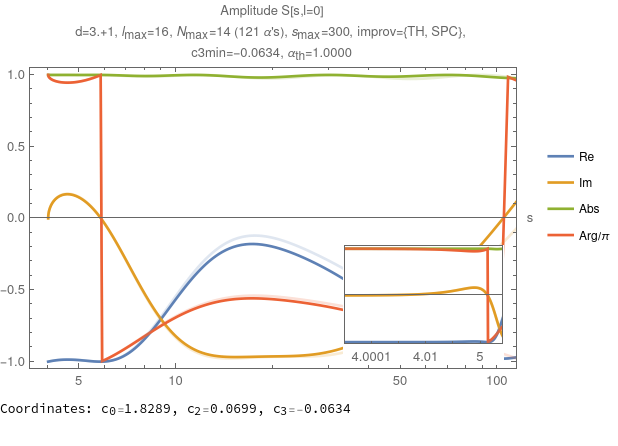 Amplitude S[s,l=0]
d=3.+1, lmax=16, Nmax=14 (121 α's), smax=300, improv={TH, SPC},
c3min=−0.0634, αth=1.0000
1.0
0.5
0.0
−0.5
−1.0
5
10
50
100
s
4.0001
4.01
5
Re
Im
Abs
Arg/π
Coordinates: c0=1.8289, c2=0.0699, c3=-0.0634